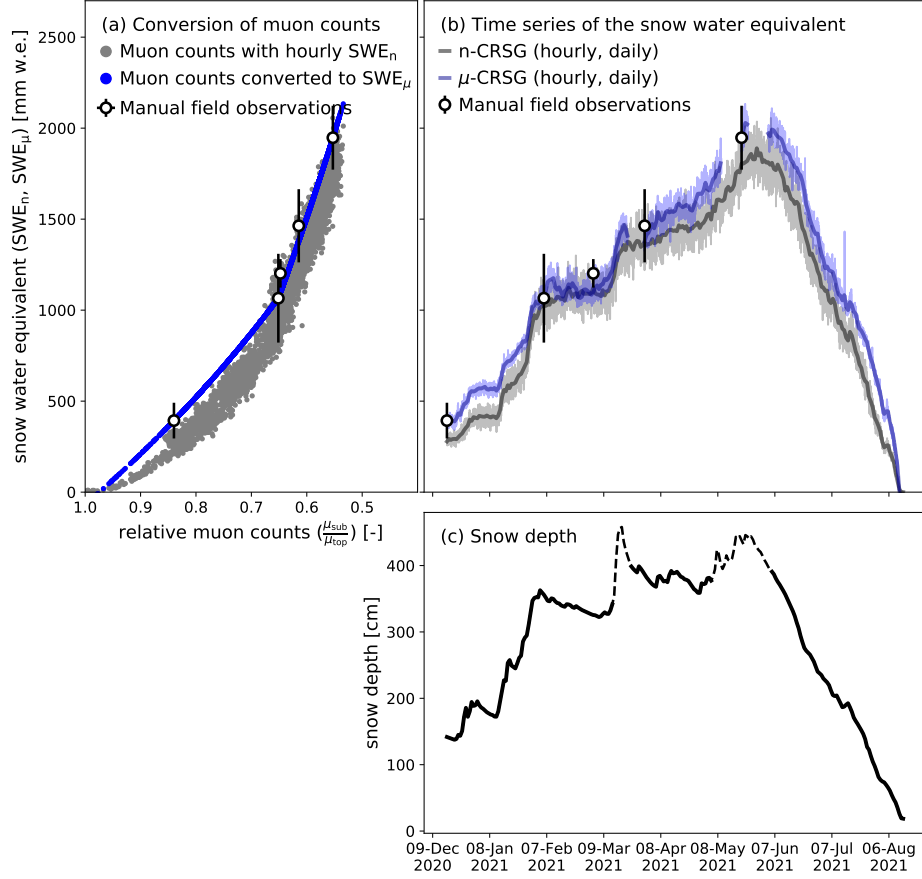 (a) Conversion of muon counts
Muon counts with hourly SWEn
Muon counts converted to SWEμ
Manual field observations
2500
2000
1500
1000
500
0
snow water equivalent (SWEn, SWEμ) [mm w.e.]
1.0 0.9 0.8 0.7 0.6 0.5
relative muon counts (μsub/μtop) [-]
(b) Time series of the snow water equivalent
n-CRSG (hourly, daily)
μ-CRSG (hourly, daily)
Manual field observations
(c) Snow depth
400
300
200
100
0
snow depth [cm]
09-Dec 08-Jan 07-Feb 09-Mar 08-Apr 08-May 07-Jun 07-Jul 06-Aug
2020 2021 2021 2021 2021 2021 2021 2021 2021